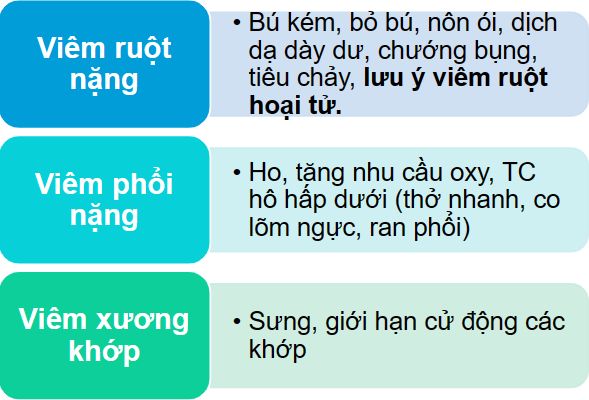 Viêm ruột
nặng
• Bú kém, bỏ bú, nôn ói, dịch
dạ dày dư, chướng bụng,
tiêu chảy, lưu ý viêm ruột
hoại tử.
Viêm phổi
nặng
• Ho, tăng nhu cầu oxy, TC
hô hấp dưới (thở nhanh, co
lõm ngực, ran phổi)
Viêm xương
khớp
• Sưng, giới hạn cử động các
khớp